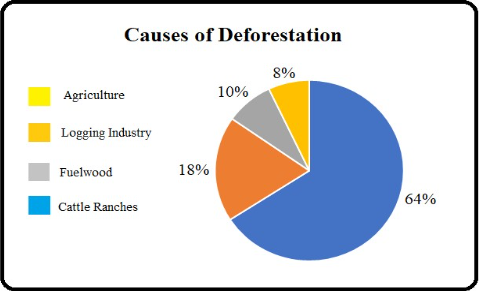 Causes of Deforestation
Agriculture
Logging Industry
Fuelwood
Cattle Ranches
8%
10%
18%
64%